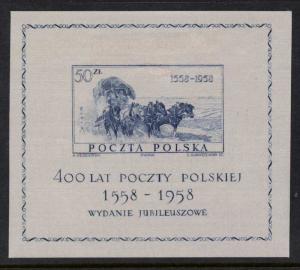 50 ZŁ
1558-1958
POCZTA POLSKA
400 LAT POCZTY POLSKIEJ
1558 - 1958
WYDANIE JUBILEUSZOWE